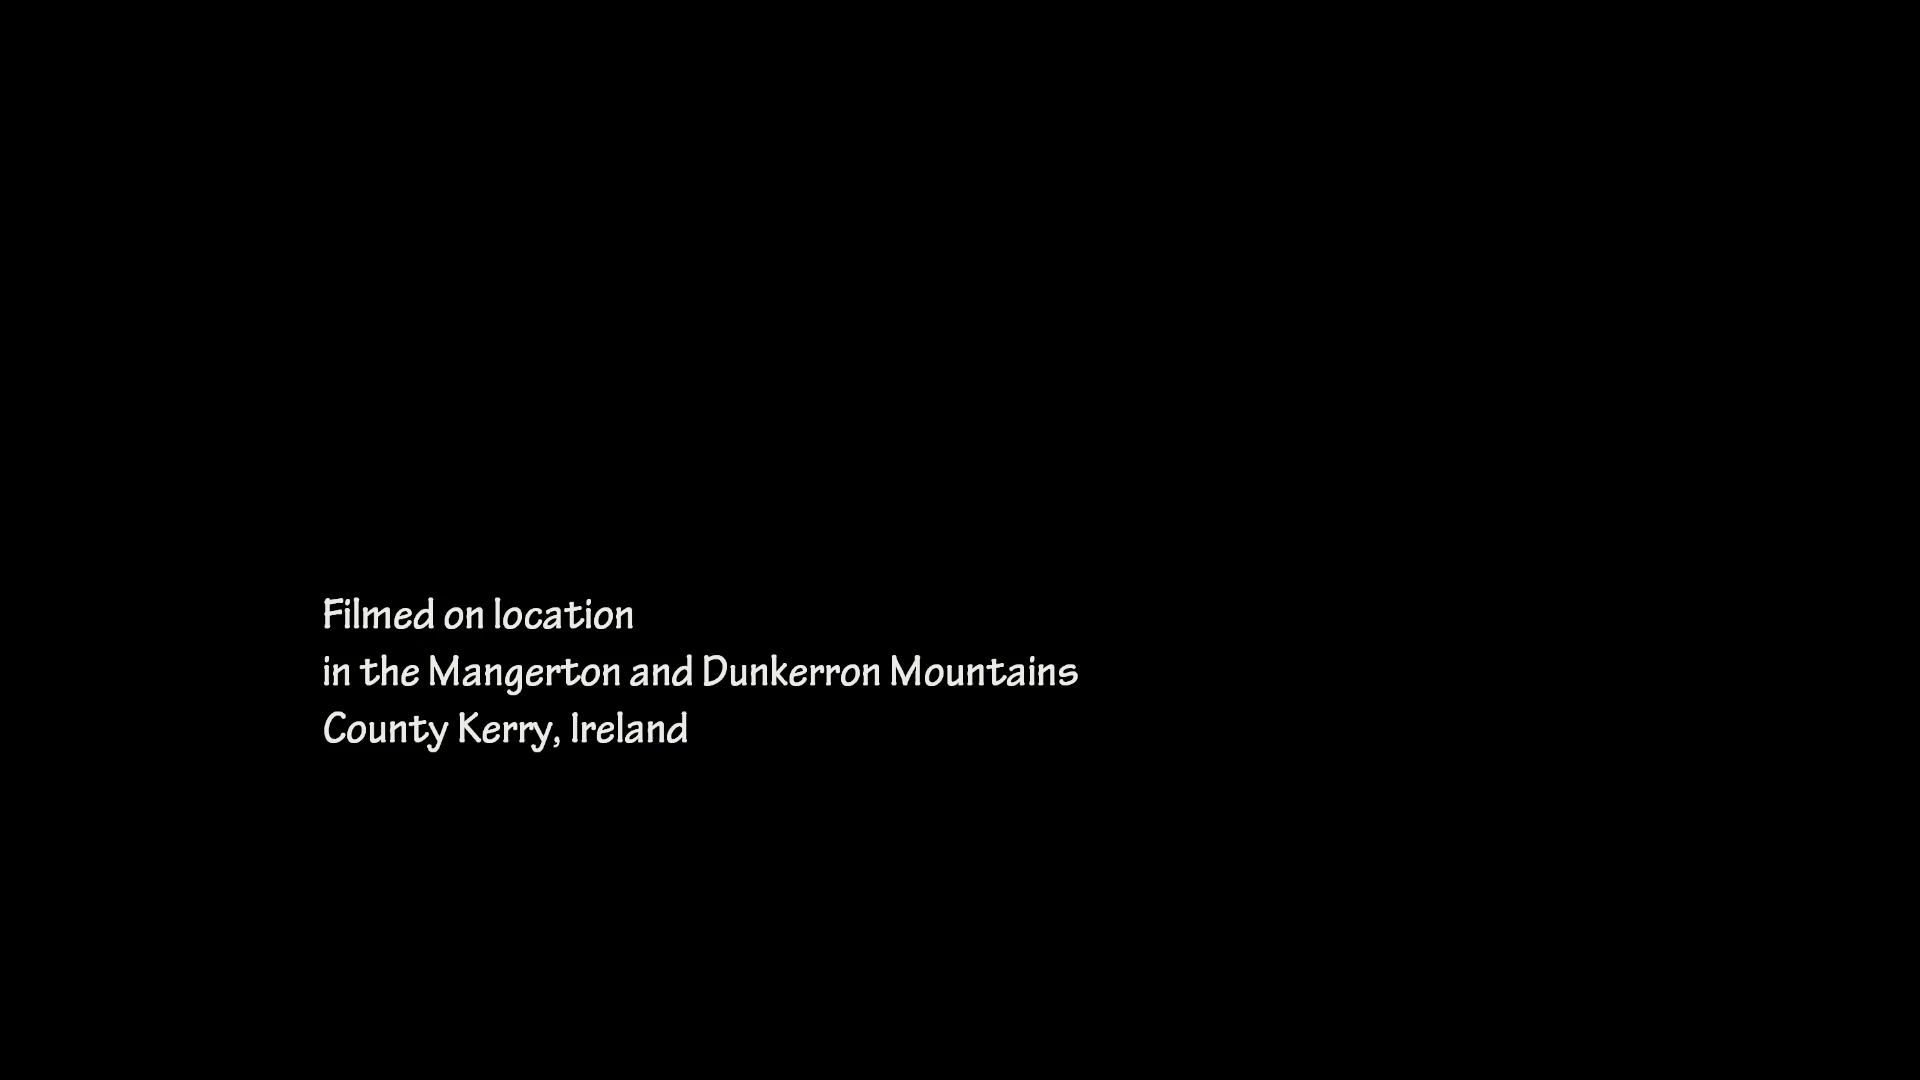 Filmed on location
in the Mangerton and Dunkerron Mountains
County Kerry, Ireland